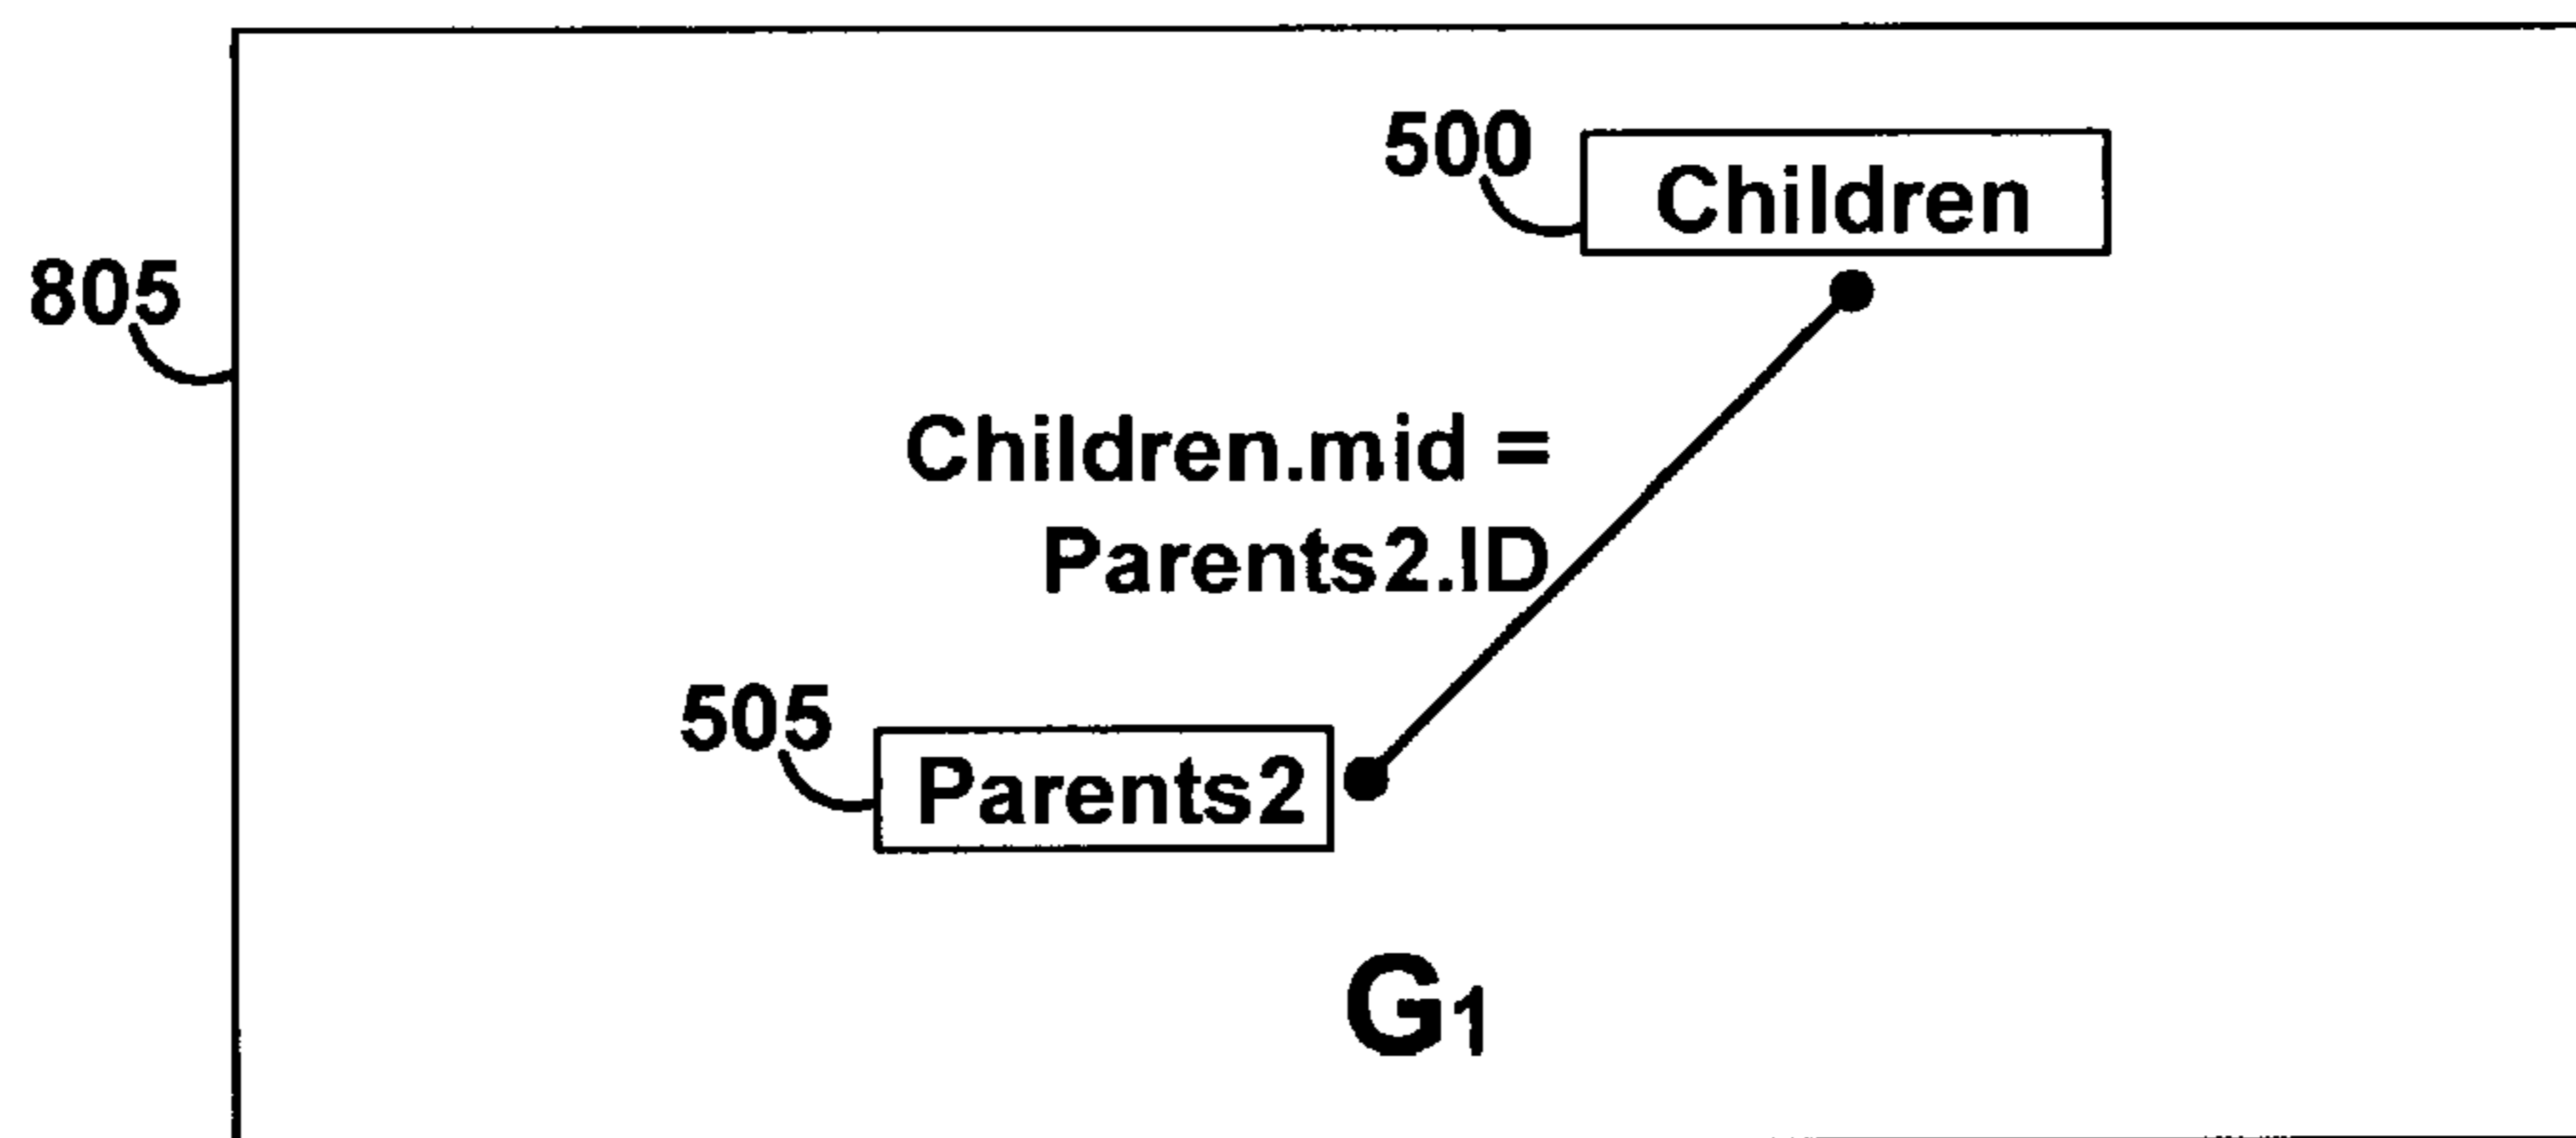 500
Children
805
Children.mid =
Parents2.ID
505
Parents2
G1